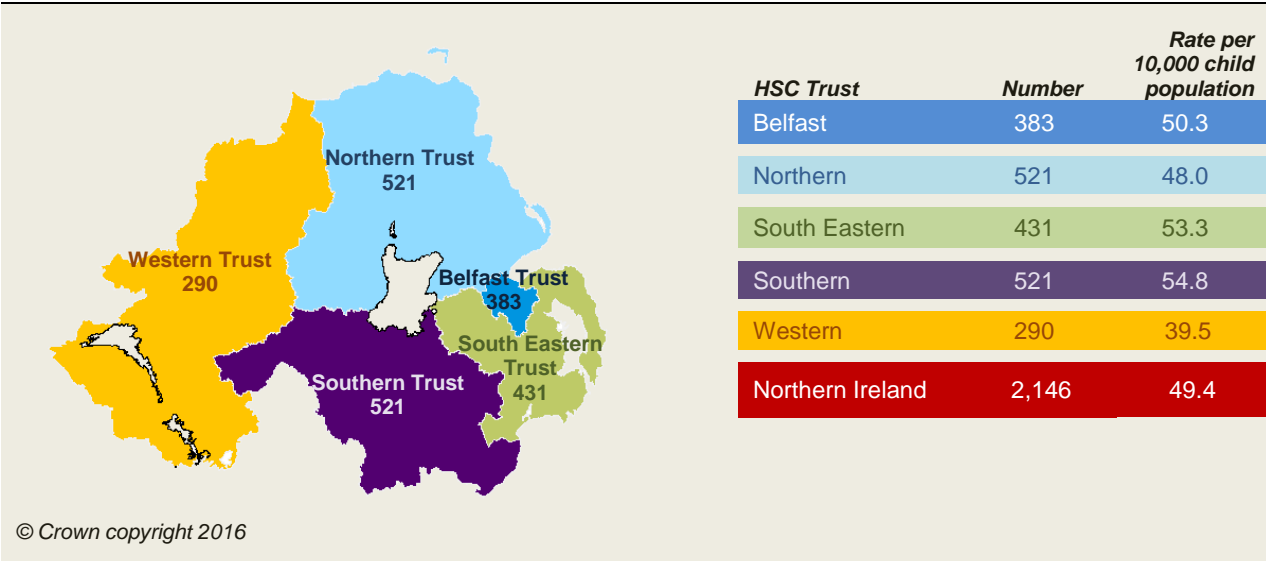 Northern Trust
521
Western Trust
290
Belfast Trust
383
South Eastern
Trust
431
Southern Trust
521
© Crown copyright 2016
Rate per
10,000 child
HSC Trust Number population
Belfast 383 50.3
Northern 521 48.0
South Eastern 431 53.3
Southern 521 54.8
Western 290 39.5
Northern Ireland 2,146 49.4